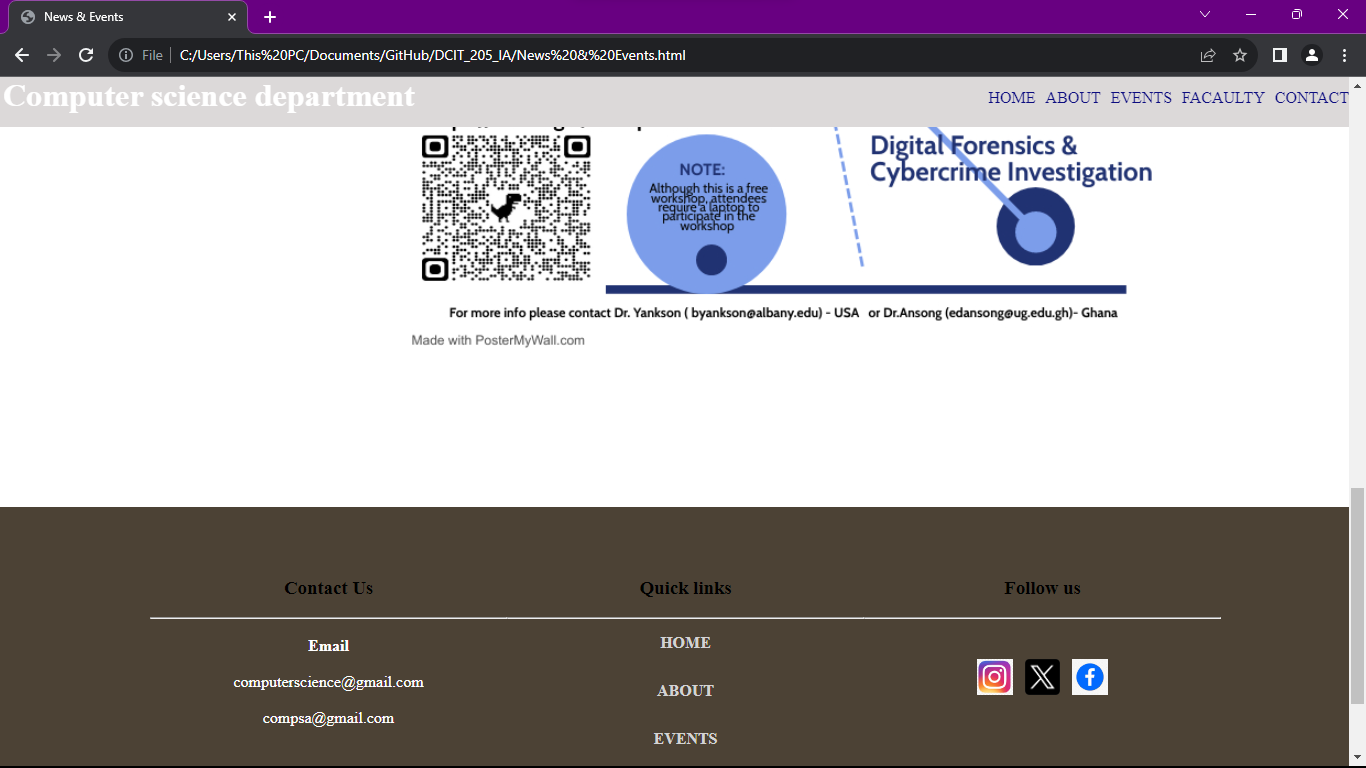 News & Events
File
C:/Users/This%20PC/Documents/GitHub/DCIT_205_IA/News%20&%20Events.html
Computer science department
HOME ABOUT EVENTS FACAULTY CONTACT
NOTE:
Although this is a free
workshop, attendees
require a laptop to
participate in the
workshop
Digital Forensics &
Cybercrime Investigation
For more info please contact Dr. Yankson ( byankson@albany.edu) - USA or Dr.Ansong (edansong@ug.edu.gh)- Ghana
Made with PosterMyWall.com
Contact Us
Email
computerscience@gmail.com
compsa@gmail.com
Quick links
HOME
ABOUT
EVENTS
Follow us